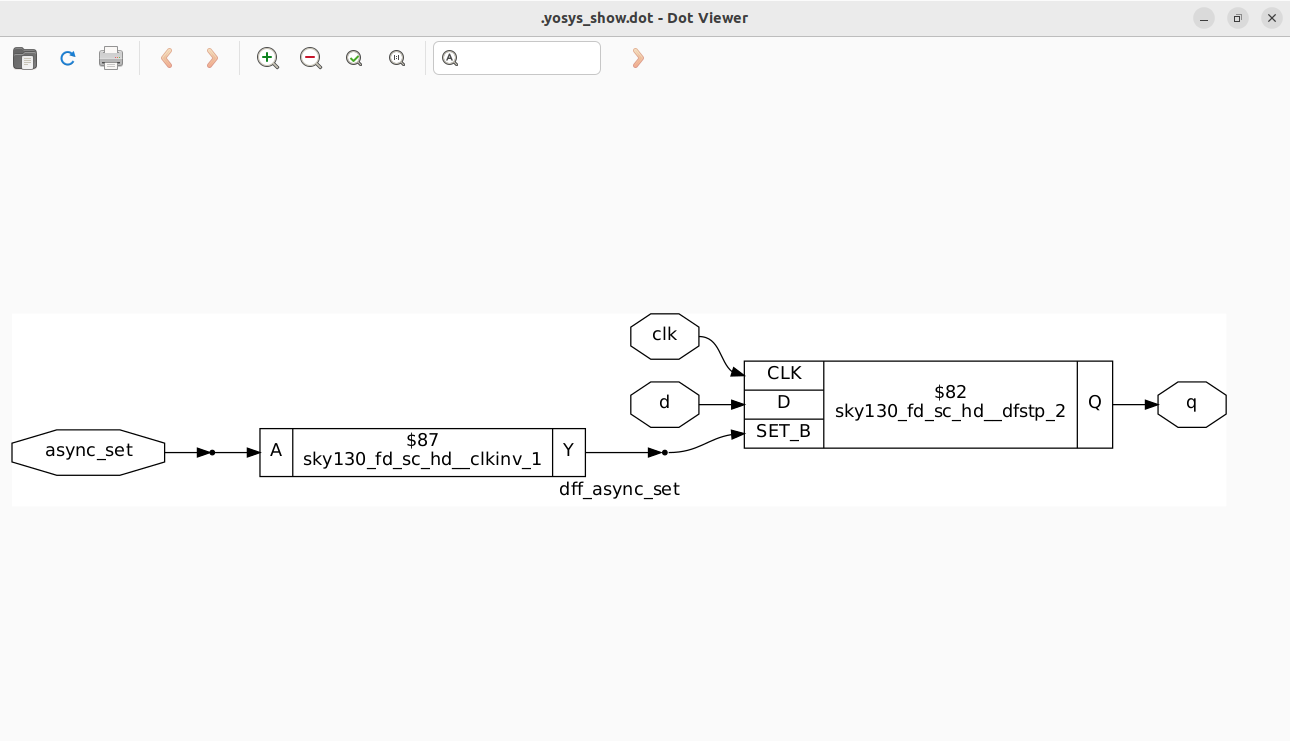 .yosys_show.dot - Dot Viewer
clk
CLK
$82
d
D
sky130_fd_sc_hd__dfstp_2
Q
q
SET_B
async_set
A
$87
sky130_fd_sc_hd__clkinv_1
Y
dff_async_set